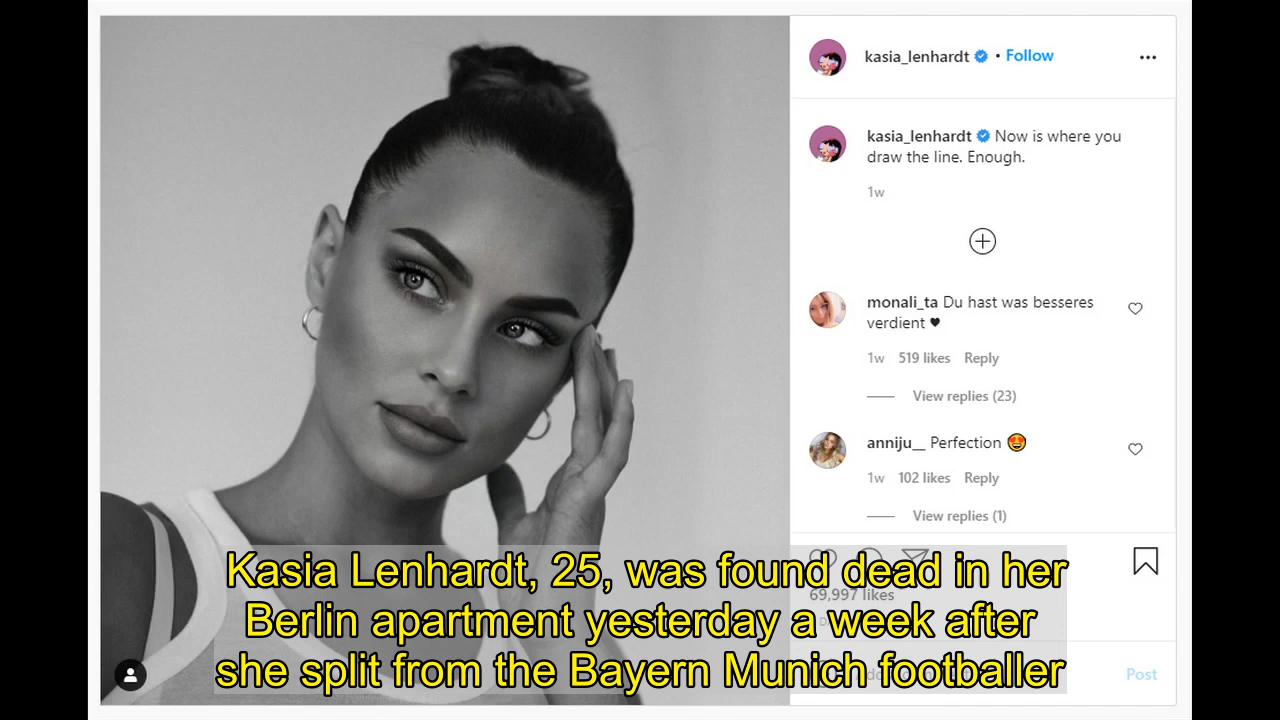 kasia_lenhardt • Follow
kasia_lenhardt Now is where you
draw the line. Enough.
1w
monali_ta Du hast was besseres
verdient ♥
1w 519 likes Reply
View replies (23)
anniju__ Perfection 😍
1w 102 likes Reply
View replies (1)
69,997 likes
Kasia Lenhardt, 25, was found dead in her
Berlin apartment yesterday a week after
she split from the Bayern Munich footballer
Post